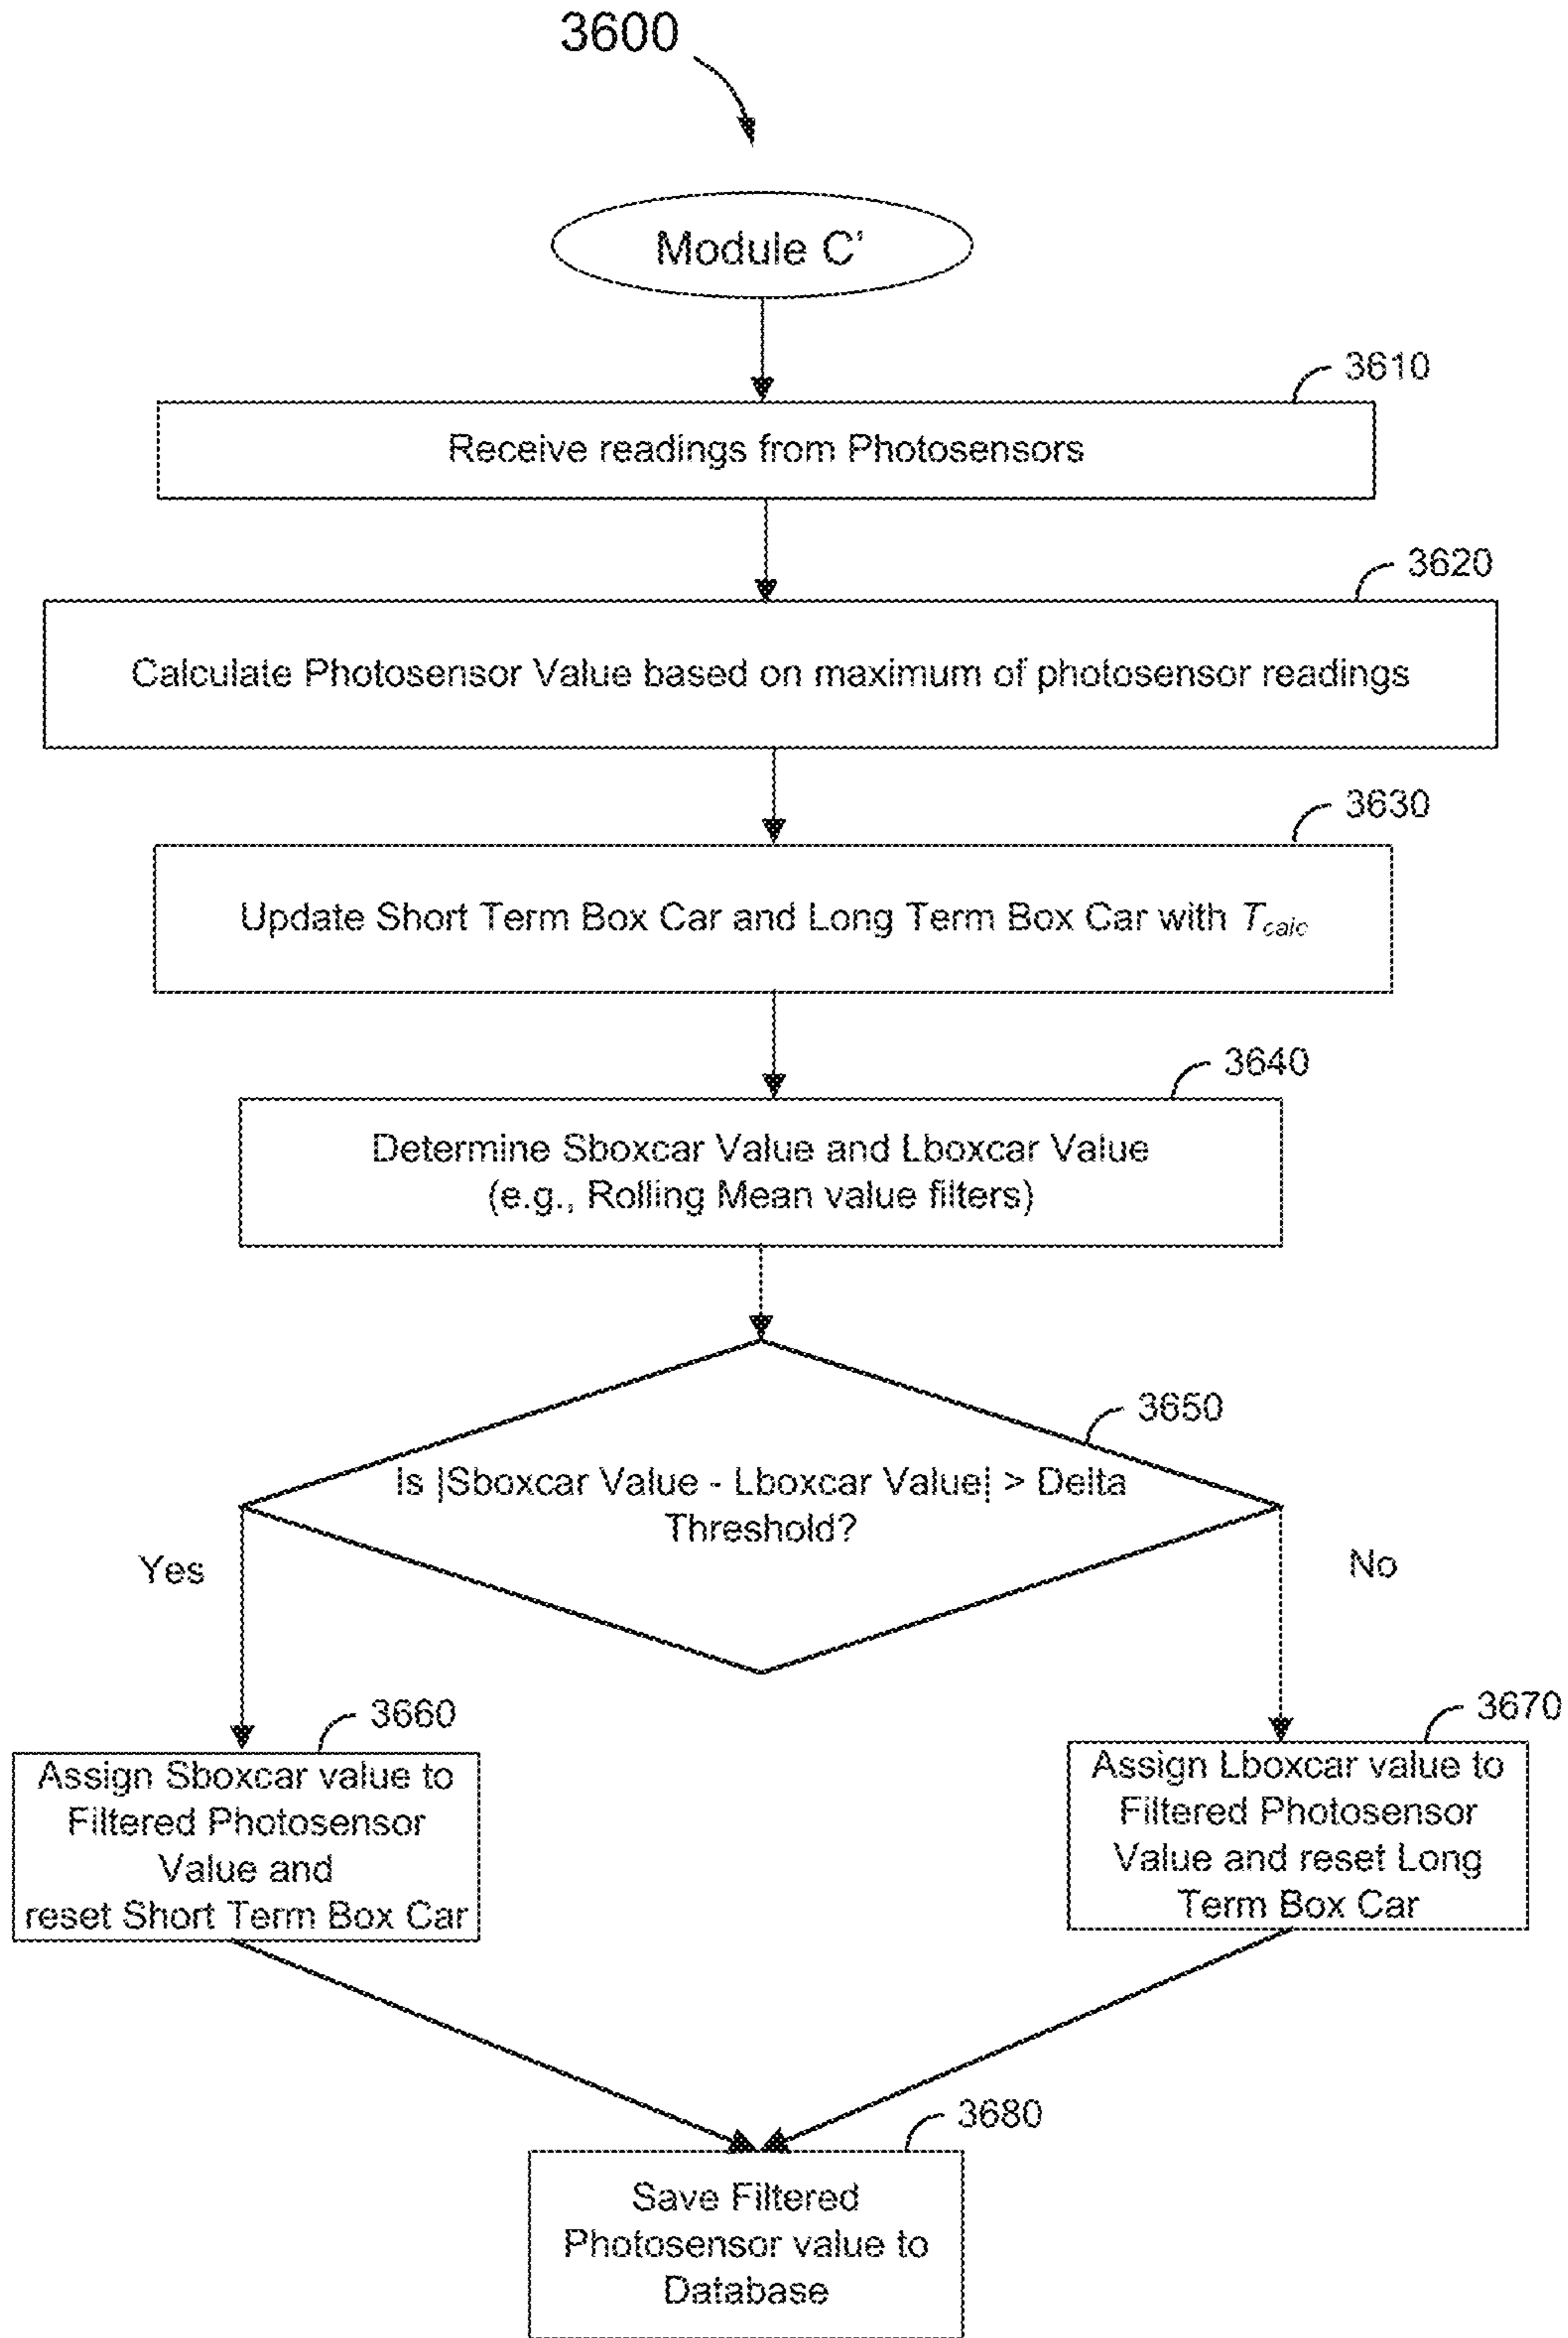 3600
Module C'
3610
Receive readings from Photosensors
3620
Calculate Photosensor Value based on maximum of photosensor readings
3630
Update Short Term Box Car and Long Term Box Car with Tcalc
3640
Determine Sboxcar Value and Lboxcar Value
(e.g., Rolling Mean value filters)
3650
Is |Sboxcar Value - Lboxcar Value| > Delta
Threshold?
Yes
No
3660
Assign Sboxcar value to
Filtered Photosensor
Value and
reset Short Term Box Car
3670
Assign Lboxcar value to
Filtered Photosensor
Value and reset Long
Term Box Car
3680
Save Filtered
Photosensor value to
Database